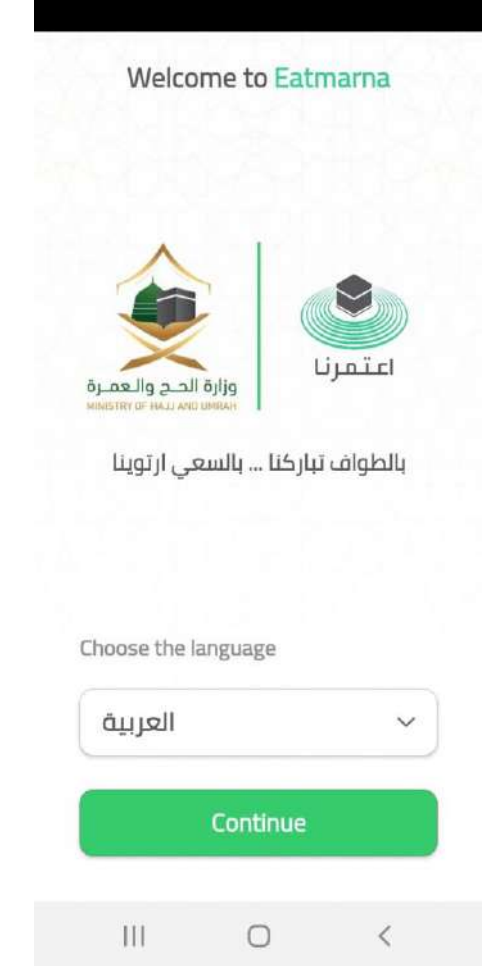 Welcome to Eatmarna
وزارة الحج والعمرة
MINISTRY OF HAJJ AND UMRAH
اعتمرنا
بالطواف تباركنا ... بالسعي ارتوينا
Choose the language
العربية
Continue